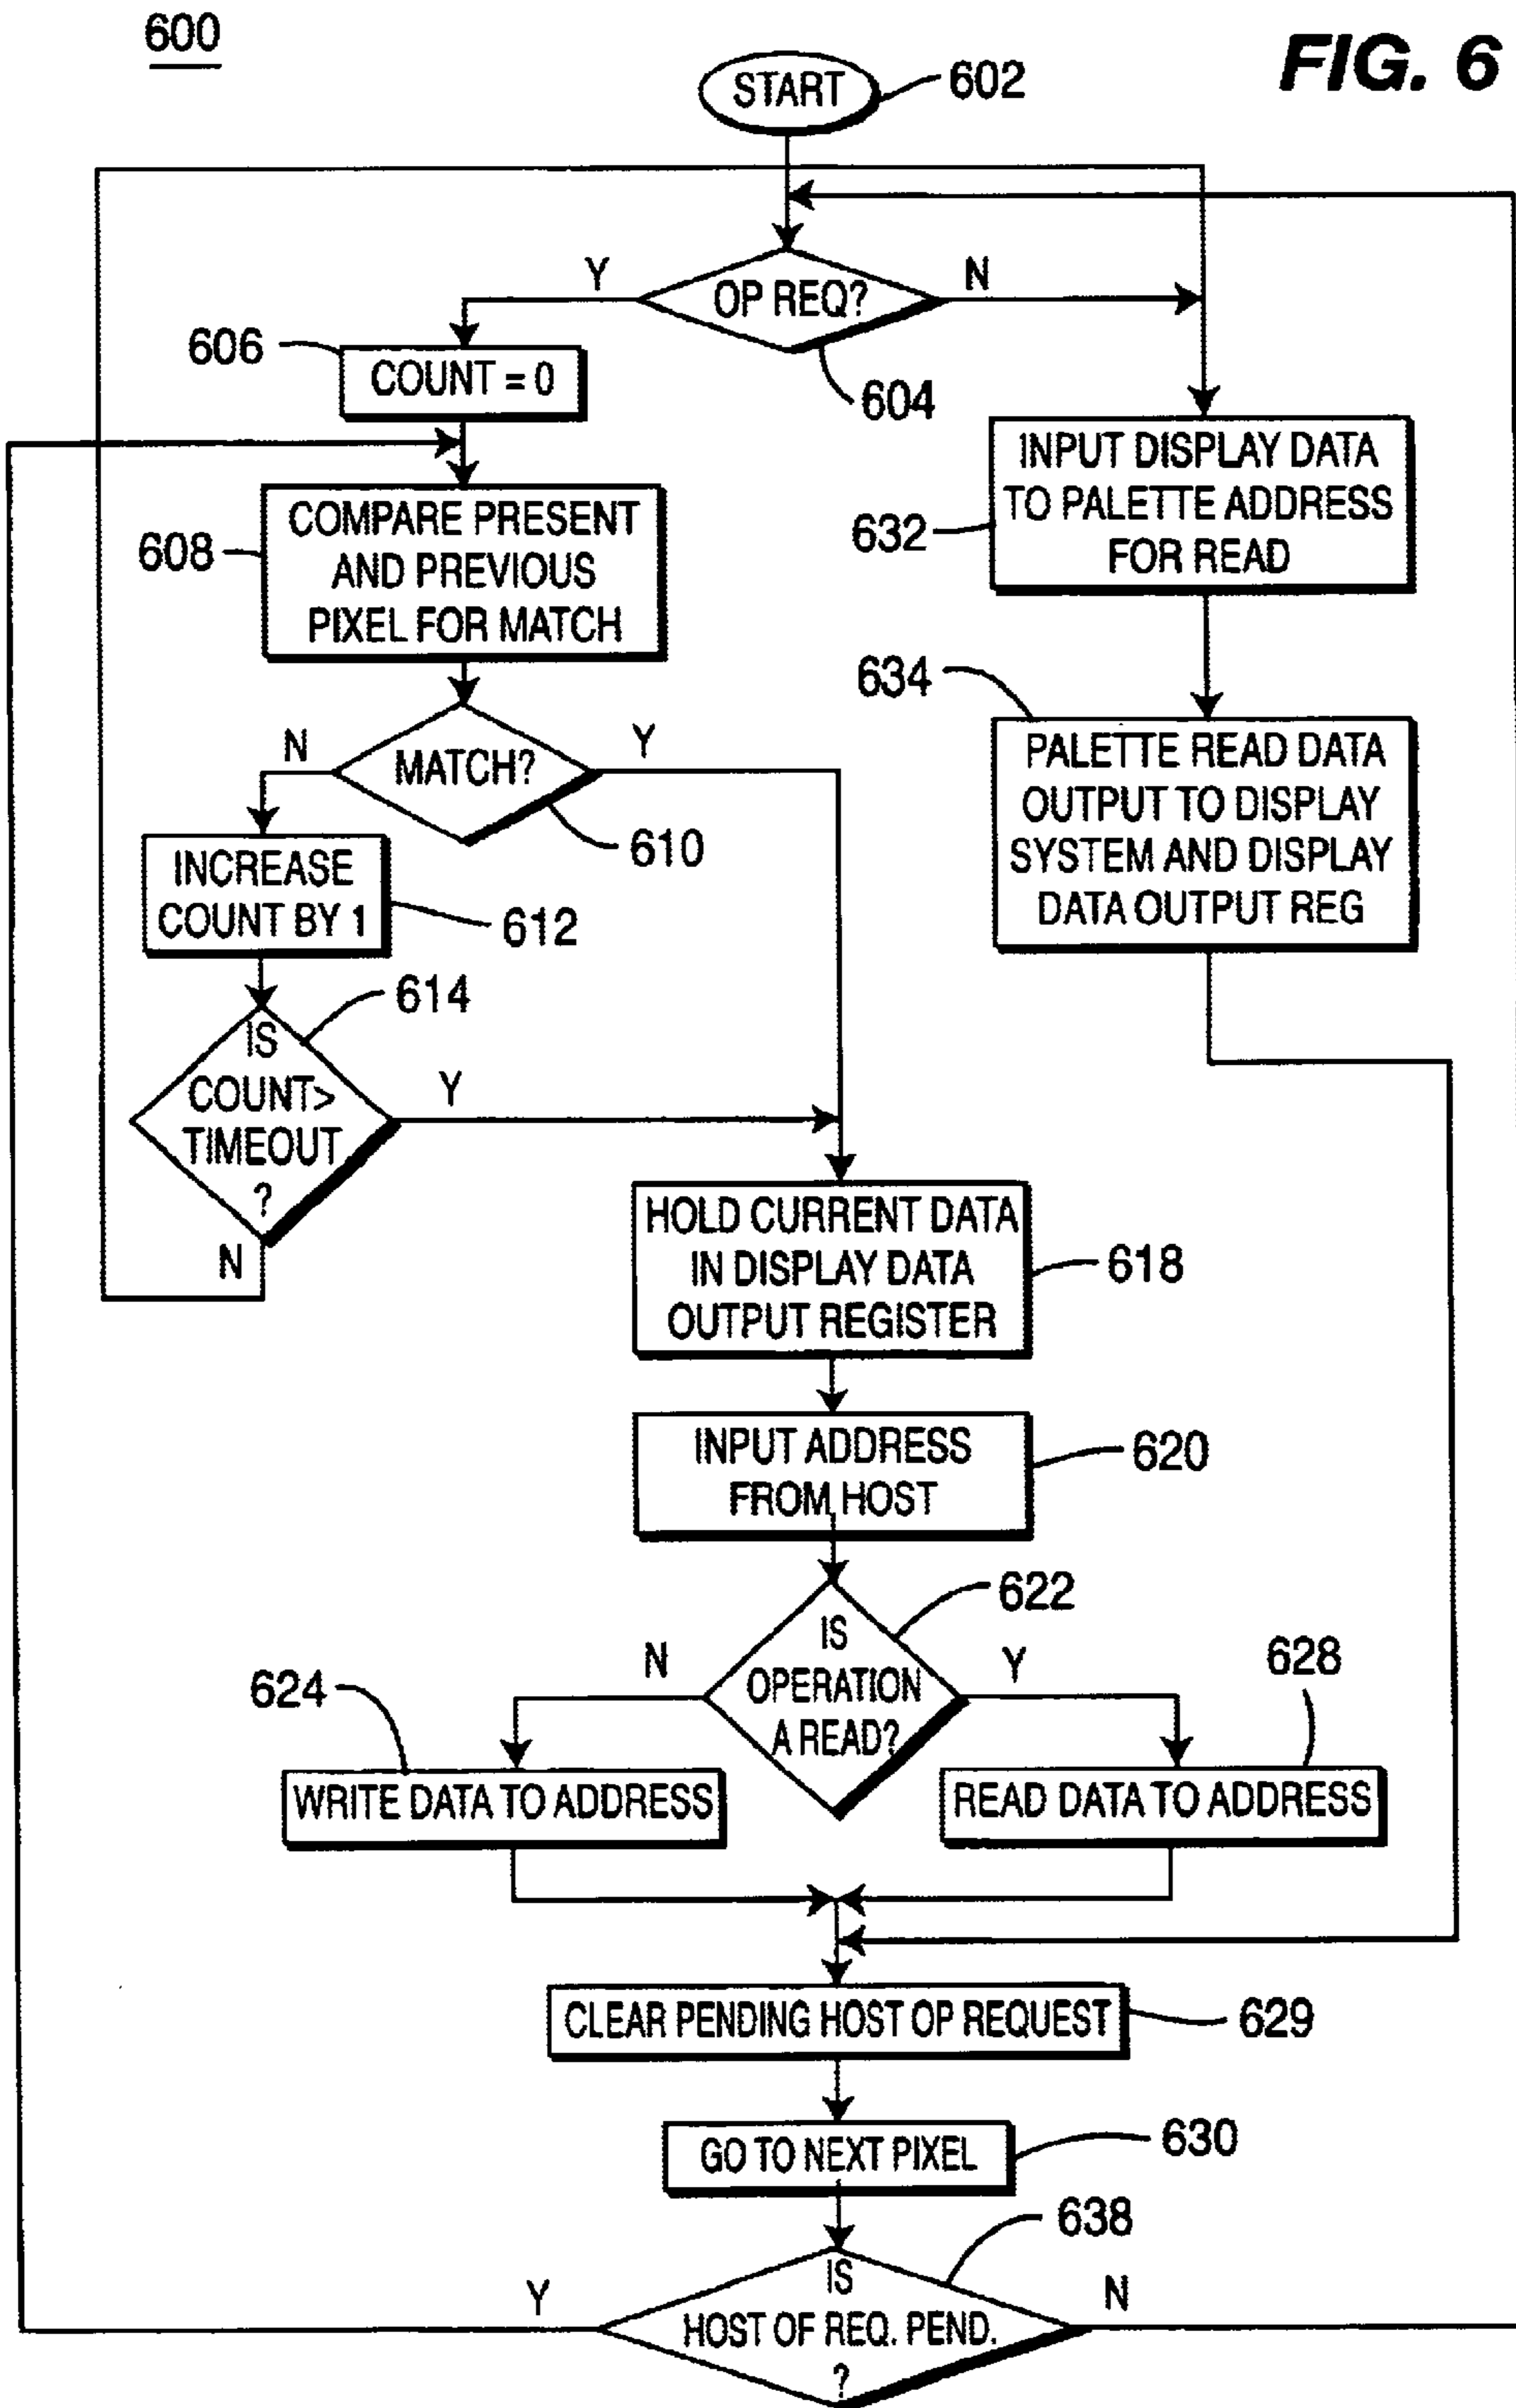 600
FIG. 6
START
602
Y
OP REQ?
N
604
606
COUNT = 0
608
COMPARE PRESENT
AND PREVIOUS
PIXEL FOR MATCH
632
INPUT DISPLAY DATA
TO PALETTE ADDRESS
FOR READ
634
PALETTE READ DATA
OUTPUT TO DISPLAY
SYSTEM AND DISPLAY
DATA OUTPUT REG
N
MATCH?
Y
610
INCREASE
COUNT BY 1
612
614
IS
COUNT>
TIMEOUT
?
Y
N
HOLD CURRENT DATA
IN DISPLAY DATA
OUTPUT REGISTER
618
INPUT ADDRESS
FROM HOST
620
622
N
IS
OPERATION
A READ?
Y
624
628
WRITE DATA TO ADDRESS
READ DATA TO ADDRESS
CLEAR PENDING HOST OP REQUEST
629
GO TO NEXT PIXEL
630
638
Y
IS
HOST OF REQ. PEND.
?
N